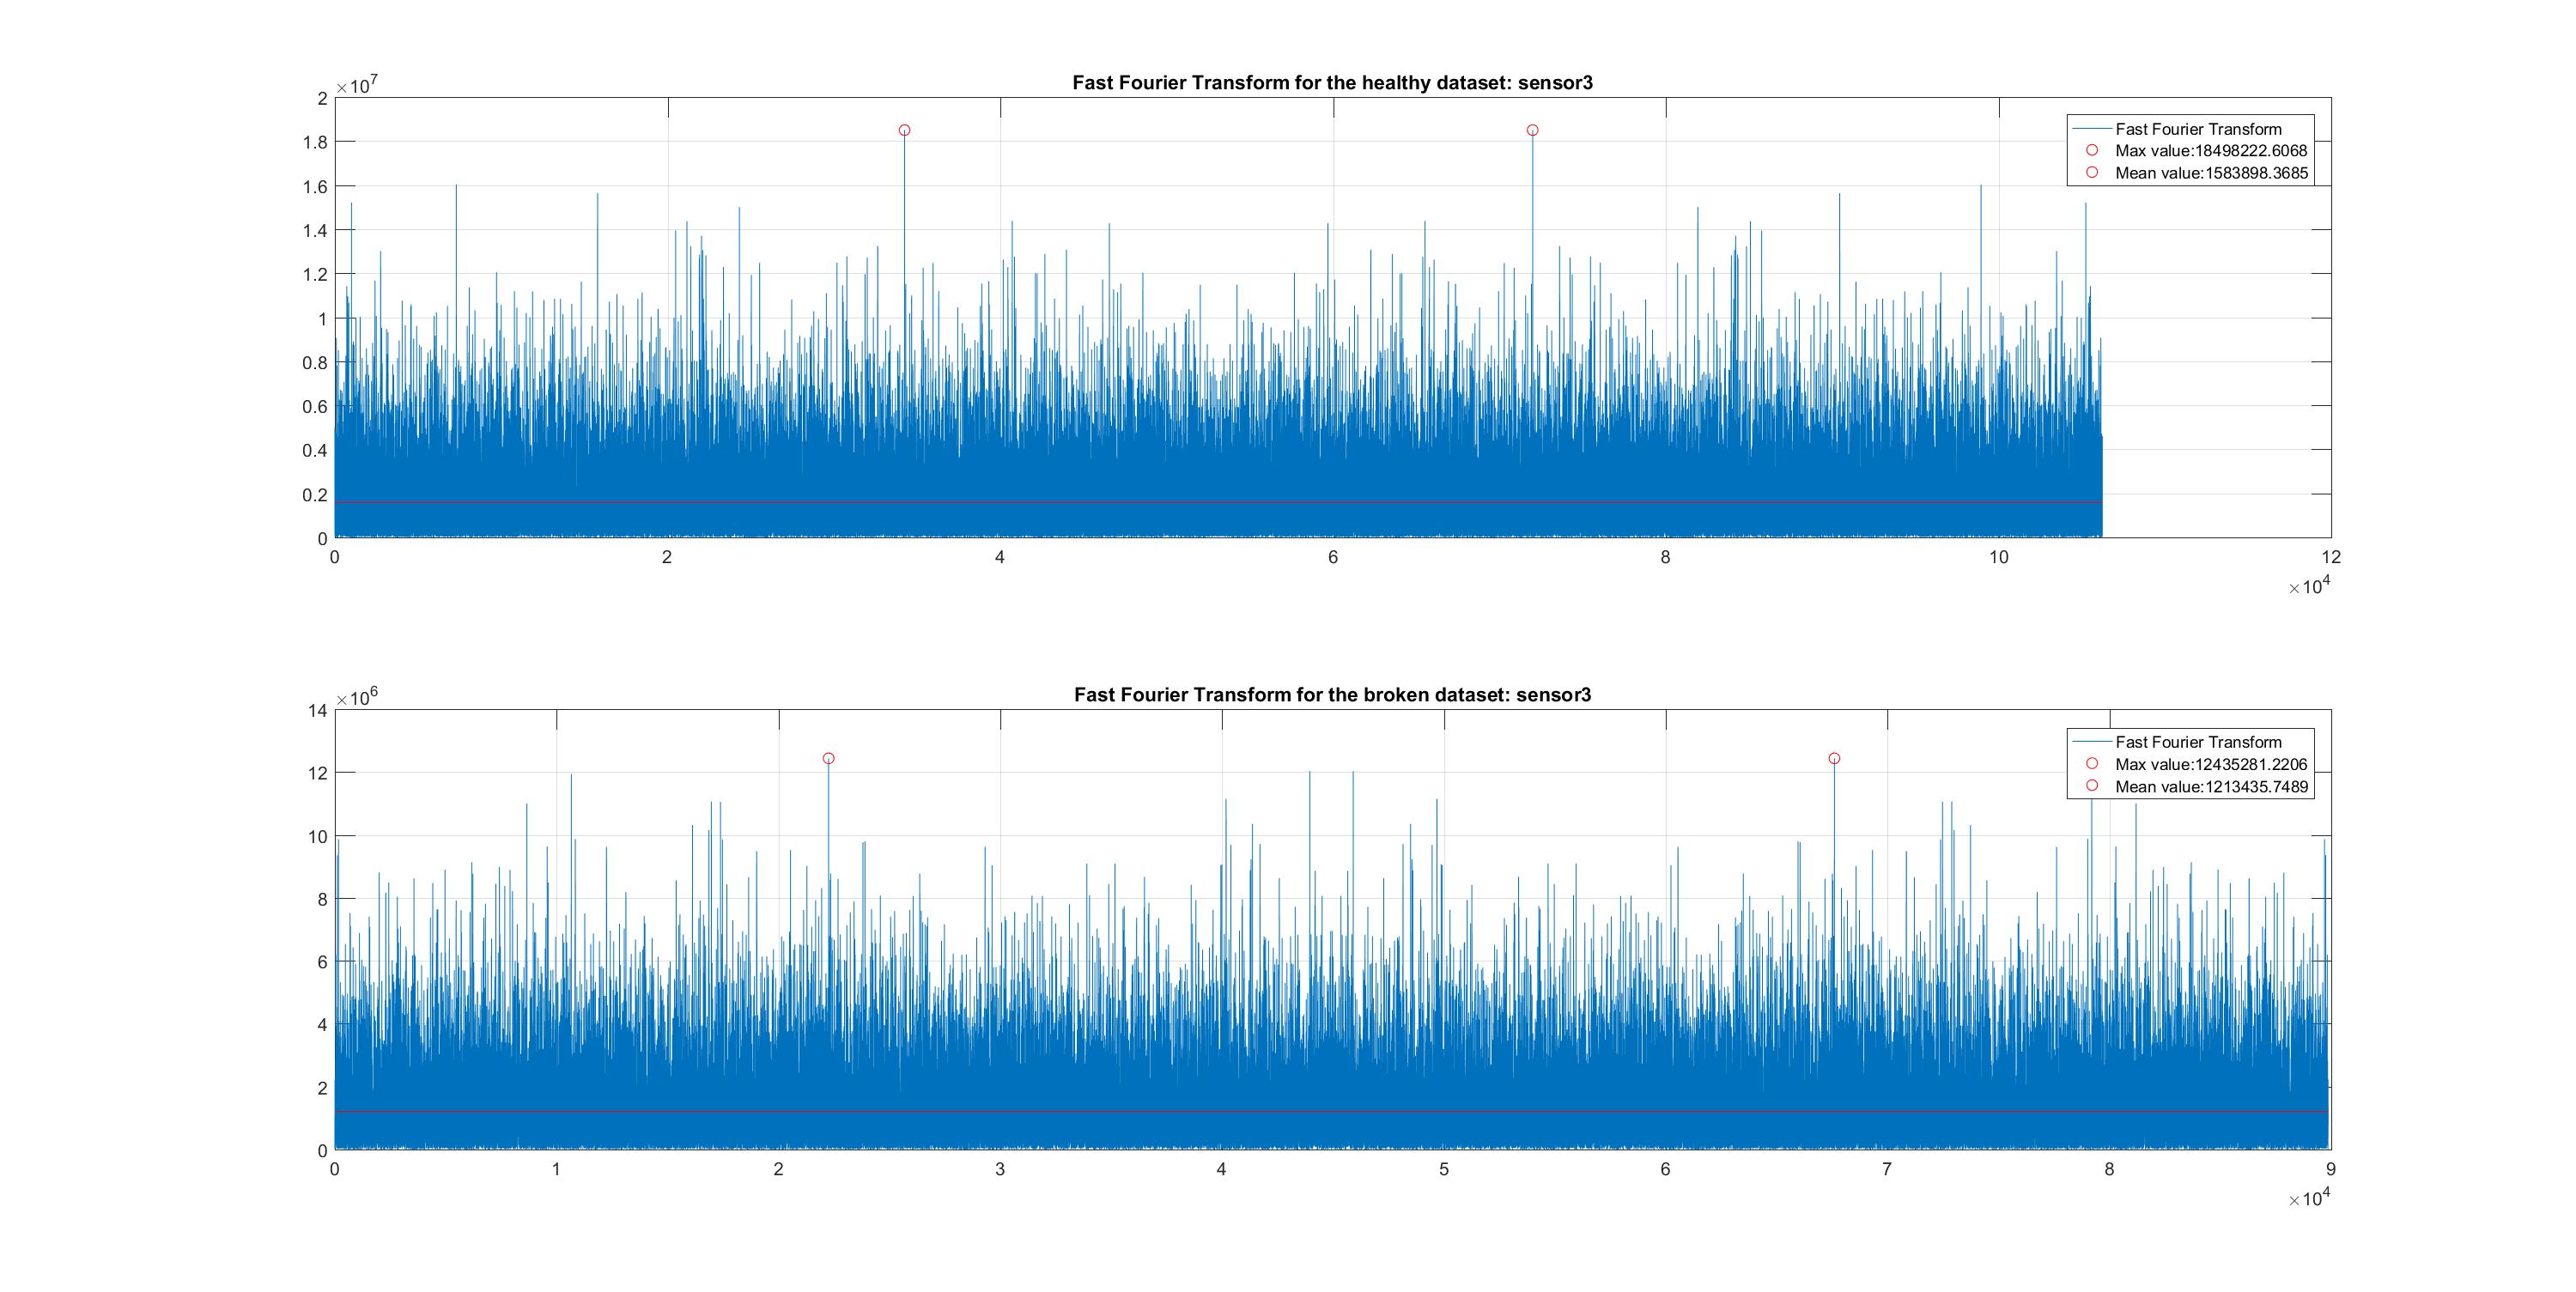 Fast Fourier Transform for the healthy dataset: sensor3
×10^7
2
1.8
1.6
1.4
1.2
1
0.8
0.6
0.4
0.2
0
Fast Fourier Transform
Max value:18498222.6068
Mean value:1583898.3685
0 2 4 6 8 10 12
×10^4
Fast Fourier Transform for the broken dataset: sensor3
×10^6
14
12
10
8
6
4
2
0
Fast Fourier Transform
Max value:12435281.2206
Mean value:1213435.7489
0 1 2 3 4 5 6 7 8 9
×10^4